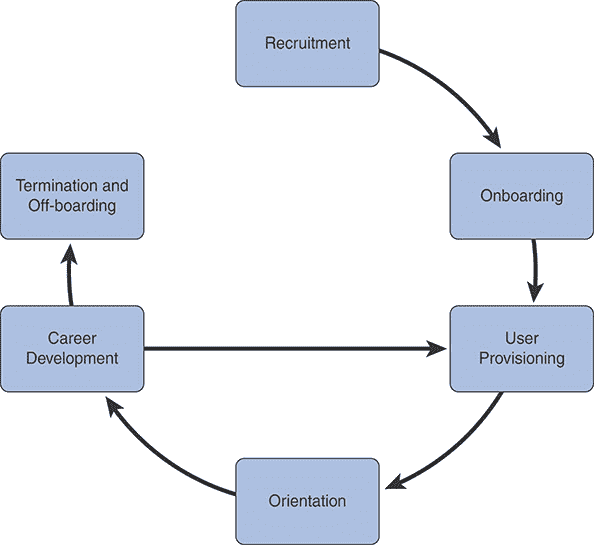 Recruitment
Onboarding
Termination and
Off-boarding
Career
Development
User
Provisioning
Orientation